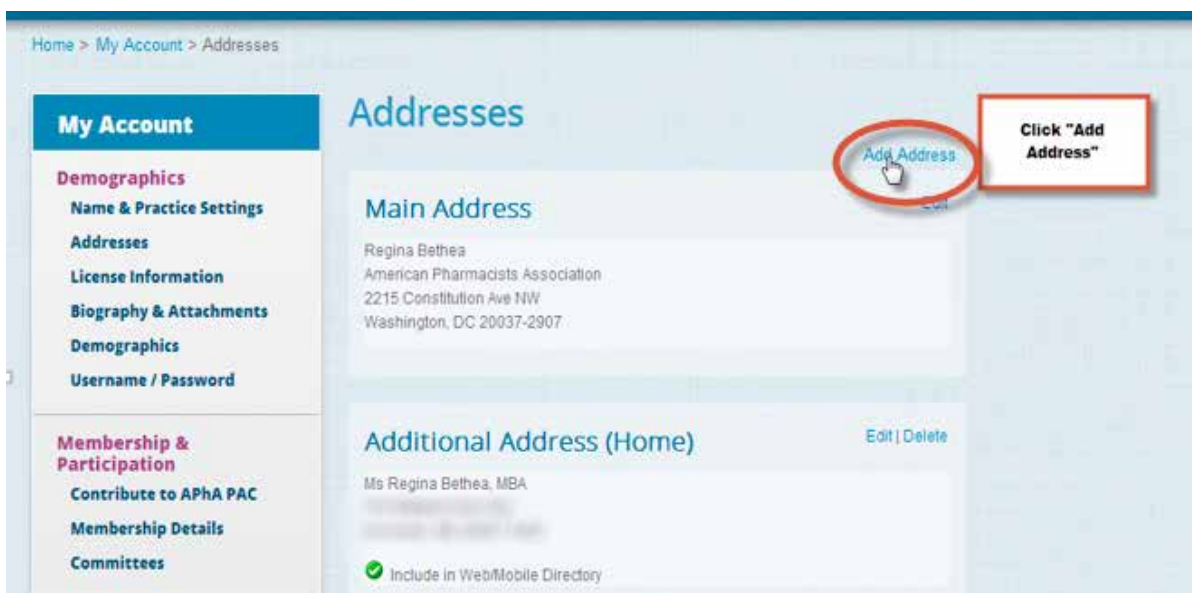 Home > My Account > Addresses
My Account
Demographics
Name & Practice Settings
Addresses
License Information
Biography & Attachments
Demographics
Username / Password
Membership &
Participation
Contribute to APhA PAC
Membership Details
Committees
Addresses
Add Address
Click "Add
Address"
Main Address
Edit
Regina Bethea
American Pharmacists Association
2215 Constitution Ave NW
Washington, DC 20037-2907
Additional Address (Home)
Edit | Delete
Ms Regina Bethea, MBA
Include in Web/Mobile Directory